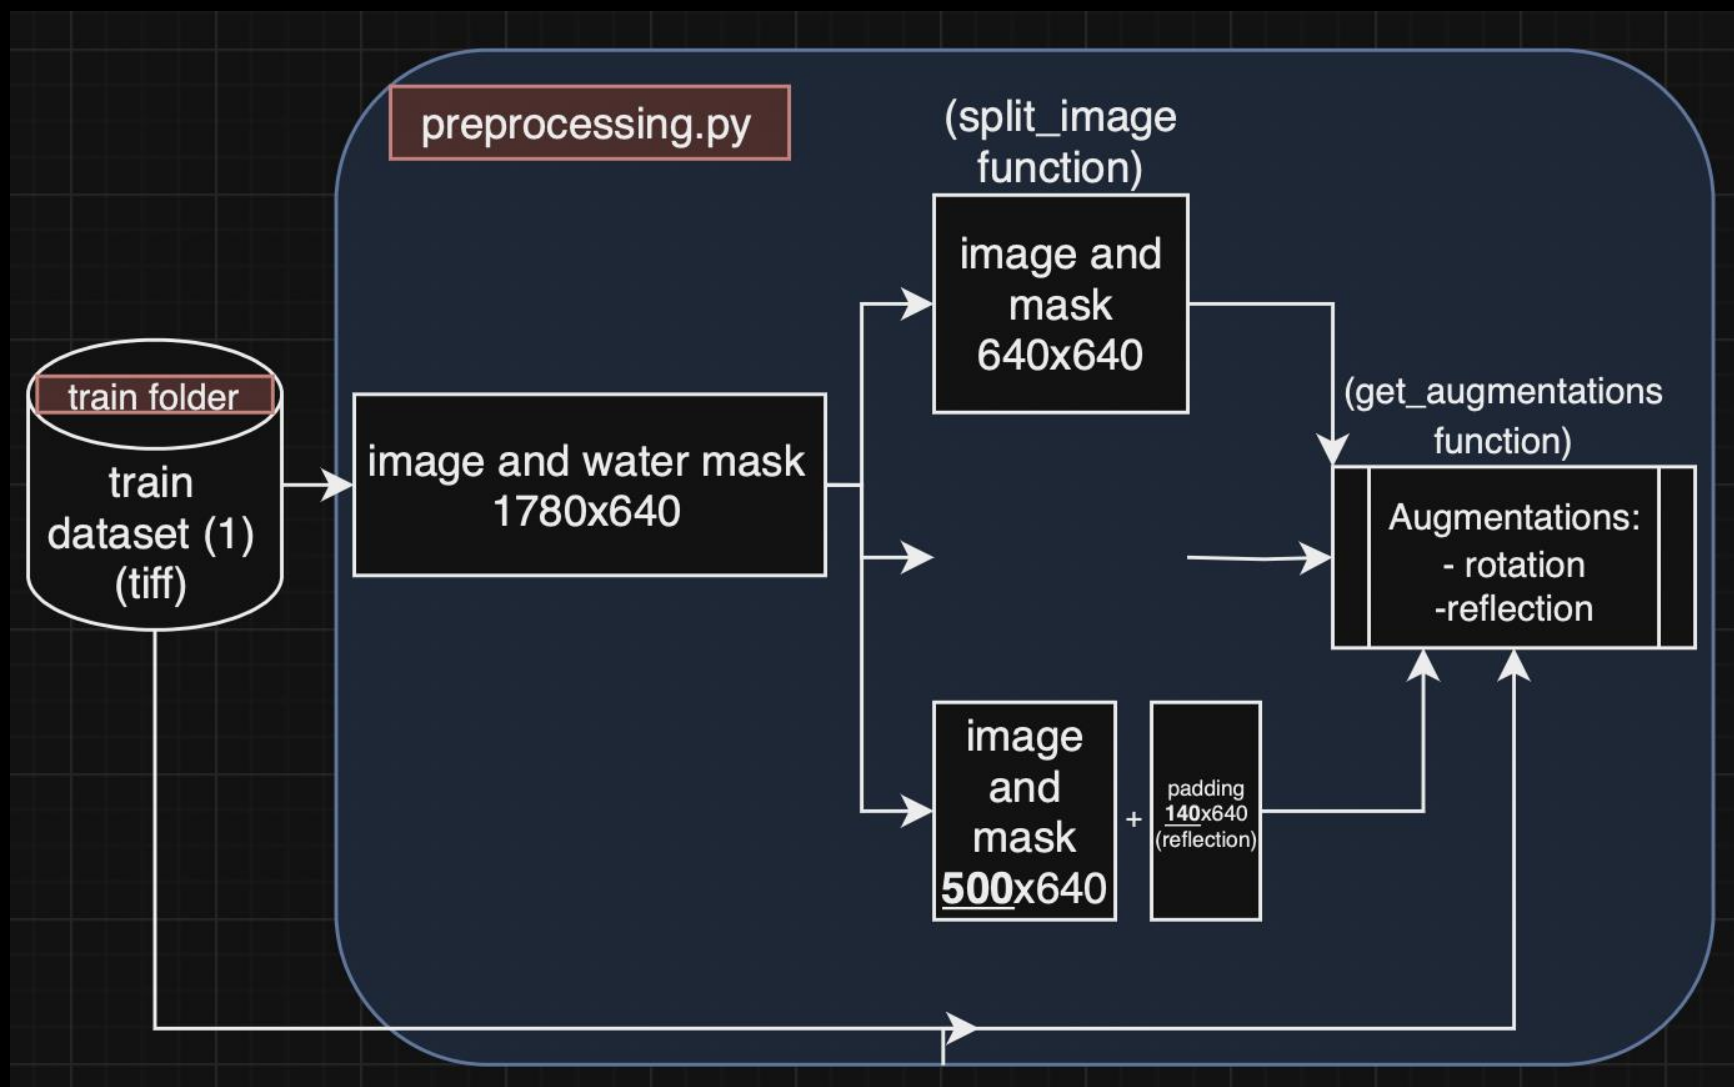 preprocessing.py
(split_image
function)
image and
mask
640x640
train folder
train
dataset (1)
(tiff)
image and water mask
1780x640
(get_augmentations
function)
Augmentations:
- rotation
-reflection
image
and
mask
500x640
+
padding
140x640
(reflection)